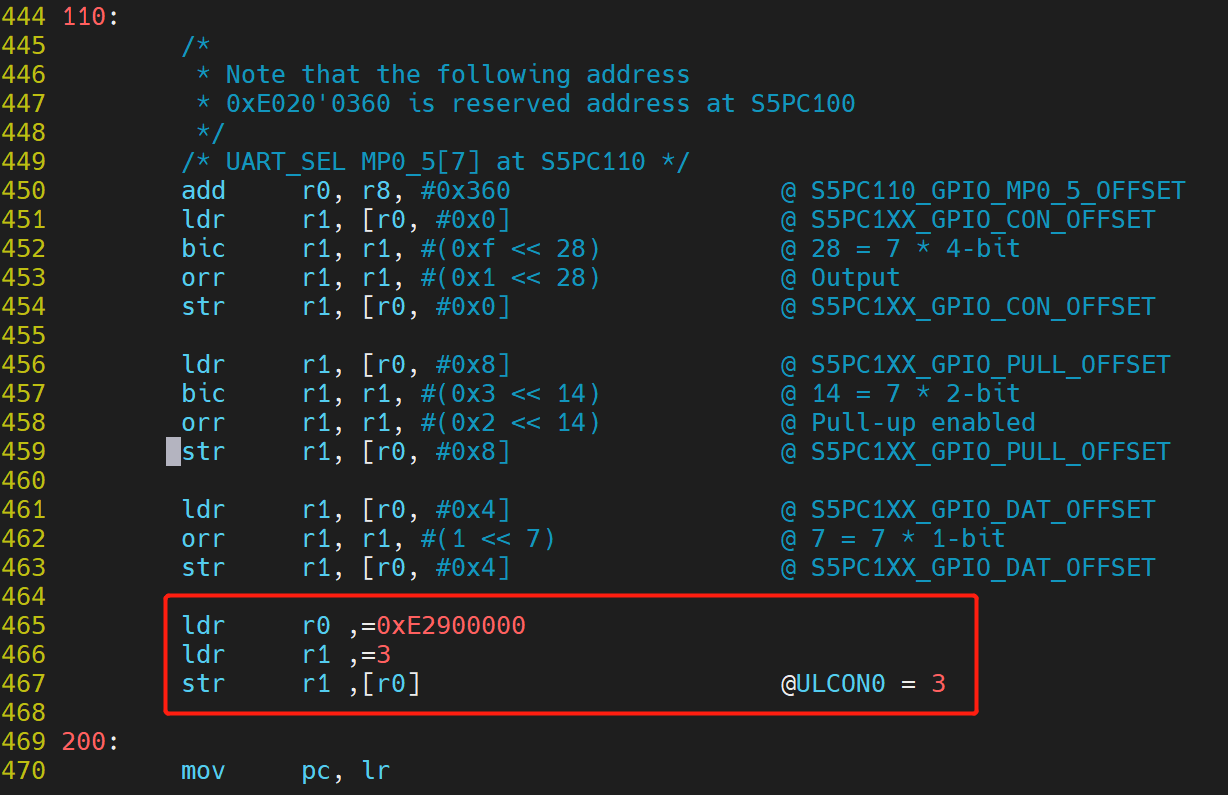 444 110:
445         /*
446          * Note that the following address
447          * 0xE020'0360 is reserved address at S5PC100
448          */
449         /* UART_SEL MP0_5[7] at S5PC110 */
450         add     r0, r8, #0x360                  @ S5PC110_GPIO_MP0_5_OFFSET
451         ldr     r1, [r0, #0x0]                  @ S5PC1XX_GPIO_CON_OFFSET
452         bic     r1, r1, #(0xf << 28)            @ 28 = 7 * 4-bit
453         orr     r1, r1, #(0x1 << 28)            @ Output
454         str     r1, [r0, #0x0]                  @ S5PC1XX_GPIO_CON_OFFSET
455
456         ldr     r1, [r0, #0x8]                  @ S5PC1XX_GPIO_PULL_OFFSET
457         bic     r1, r1, #(0x3 << 14)            @ 14 = 7 * 2-bit
458         orr     r1, r1, #(0x2 << 14)            @ Pull-up enabled
459         str     r1, [r0, #0x8]                  @ S5PC1XX_GPIO_PULL_OFFSET
460
461         ldr     r1, [r0, #0x4]                  @ S5PC1XX_GPIO_DAT_OFFSET
462         orr     r1, r1, #(1 << 7)               @ 7 = 7 * 1-bit
463         str     r1, [r0, #0x4]                  @ S5PC1XX_GPIO_DAT_OFFSET
464
465         ldr     r0 ,=0xE2900000
466         ldr     r1 ,=3
467         str     r1 ,[r0]                        @ULCON0 = 3
468
469 200:
470         mov     pc, lr